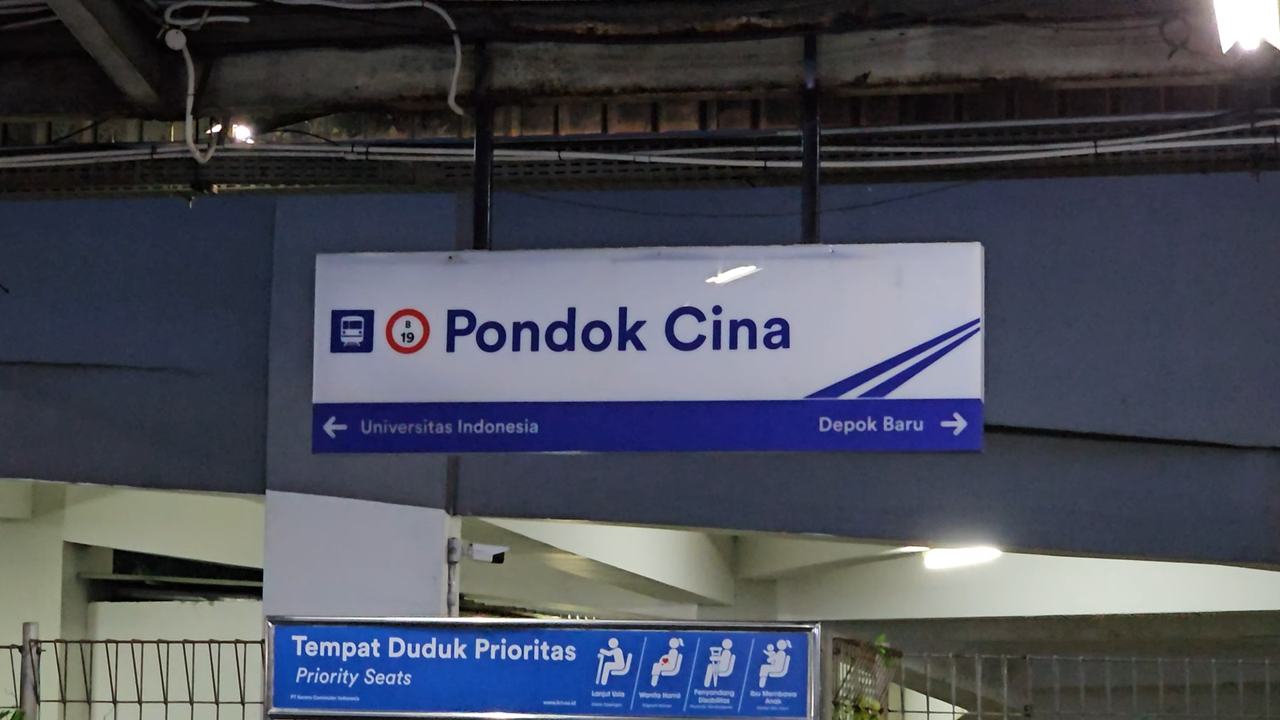 B
19
Pondok Cina
← Universitas Indonesia
Depok Baru →
Tempat Duduk Prioritas
Priority Seats
Lanjut Usia
Wanita Hamil
Penyandang
Disabilitas
Ibu Membawa
Anak